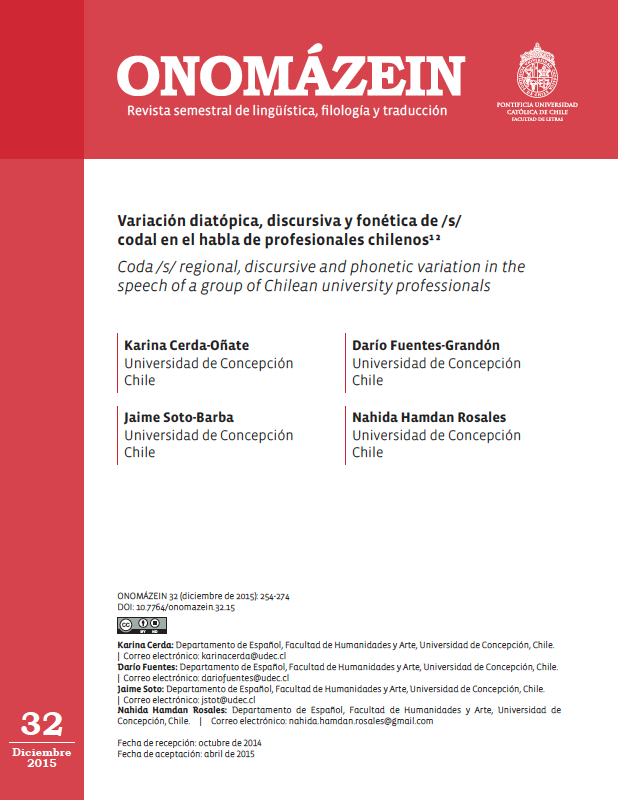 ONOMÁZEIN
Revista semestral de lingüística, filología y traducción
PONTIFICIA UNIVERSIDAD
CATÓLICA DE CHILE
FACULTAD DE LETRAS
Variación diatópica, discursiva y fonética de /s/
codal en el habla de profesionales chilenos¹ ²
Coda /s/ regional, discursive and phonetic variation in the
speech of a group of Chilean university professionals
Karina Cerda-Oñate
Universidad de Concepción
Chile
Darío Fuentes-Grandón
Universidad de Concepción
Chile
Jaime Soto-Barba
Universidad de Concepción
Chile
Nahida Hamdan Rosales
Universidad de Concepción
Chile
ONOMÁZEIN 32 (diciembre de 2015): 254-274
DOI: 10.7764/onomazein.32.15
cc
BY ND
Karina Cerda: Departamento de Español, Facultad de Humanidades y Arte, Universidad de Concepción, Chile.
| Correo electrónico: karinacerda@udec.cl
Darío Fuentes: Departamento de Español, Facultad de Humanidades y Arte, Universidad de Concepción, Chile.
| Correo electrónico: dariofuentes@udec.cl
Jaime Soto: Departamento de Español, Facultad de Humanidades y Arte, Universidad de Concepción, Chile.
| Correo electrónico: jstot@udec.cl
Nahida Hamdan Rosales: Departamento de Español, Facultad de Humanidades y Arte, Universidad de
Concepción, Chile. | Correo electrónico: nahida.hamdan.rosales@gmail.com
Fecha de recepción: octubre de 2014
Fecha de aceptación: abril de 2015
32
Diciembre
2015